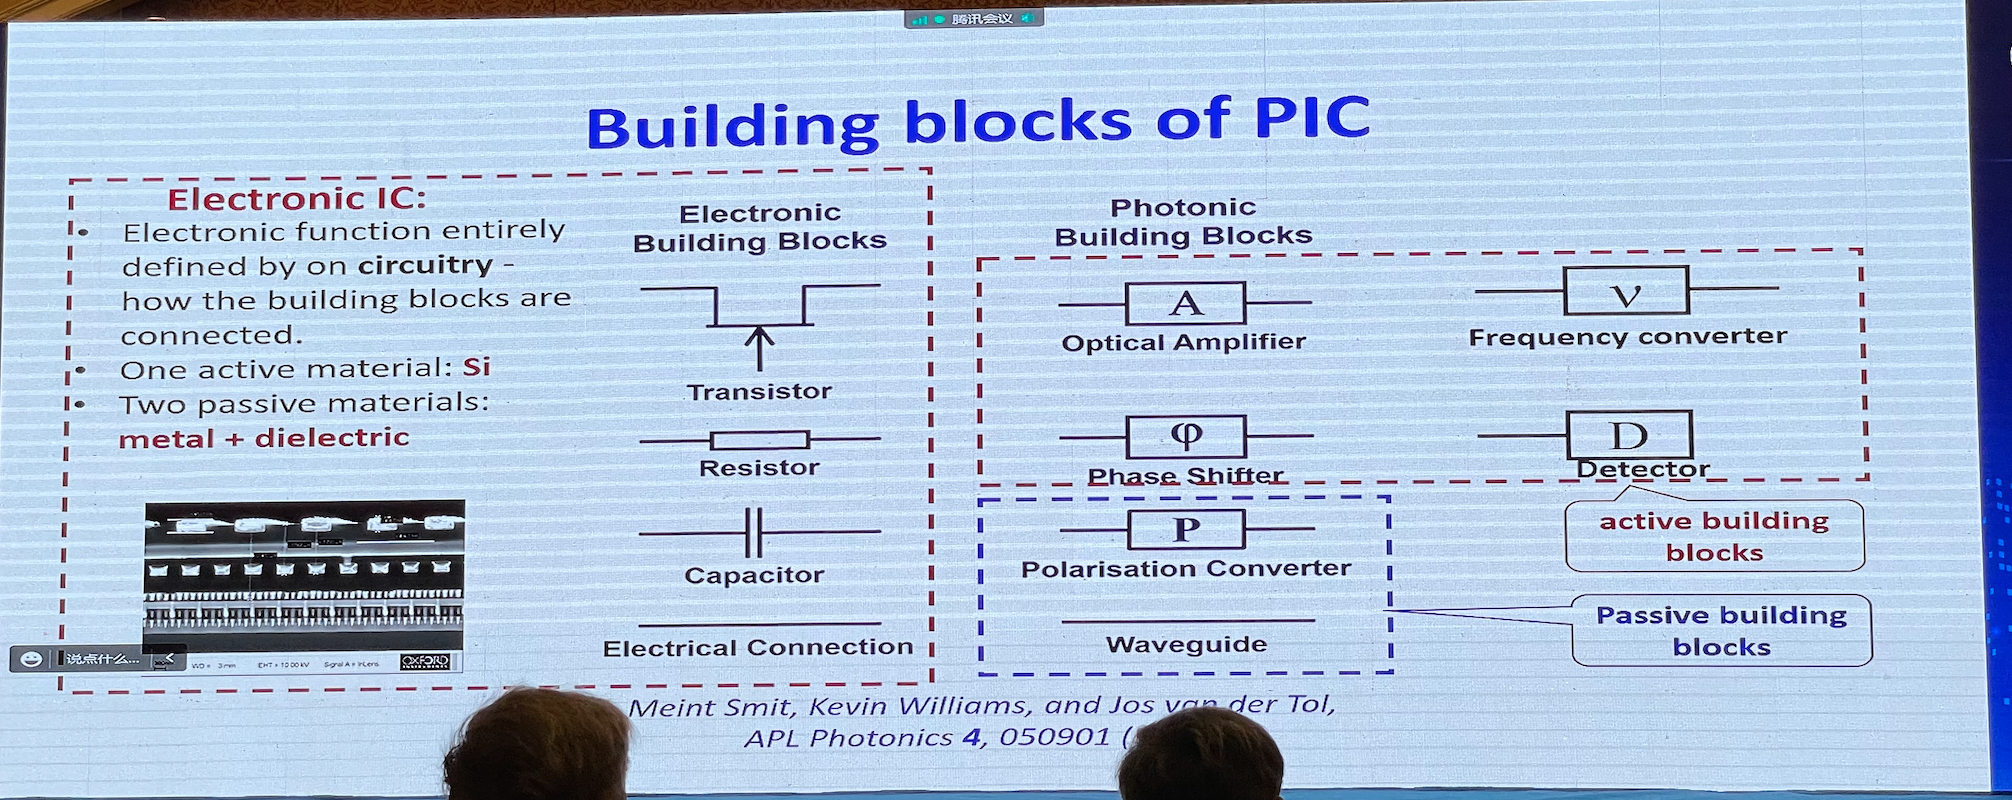 腾讯会议
Building blocks of PIC
Electronic IC:
• Electronic function entirely
defined by on circuitry -
how the building blocks are
connected.
• One active material: Si
• Two passive materials:
metal + dielectric
WD = 3 mm
EHT = 10.00 kV
Signal A = InLens
OXFORD
说点什么...
Electronic
Building Blocks
Transistor
Resistor
Capacitor
Electrical Connection
Photonic
Building Blocks
A
Optical Amplifier
ν
Frequency converter
φ
Phase Shifter
D
Detector
P
Polarisation Converter
Waveguide
active building
blocks
Passive building
blocks
Meint Smit, Kevin Williams, and Jos van der Tol,
APL Photonics 4, 050901 (